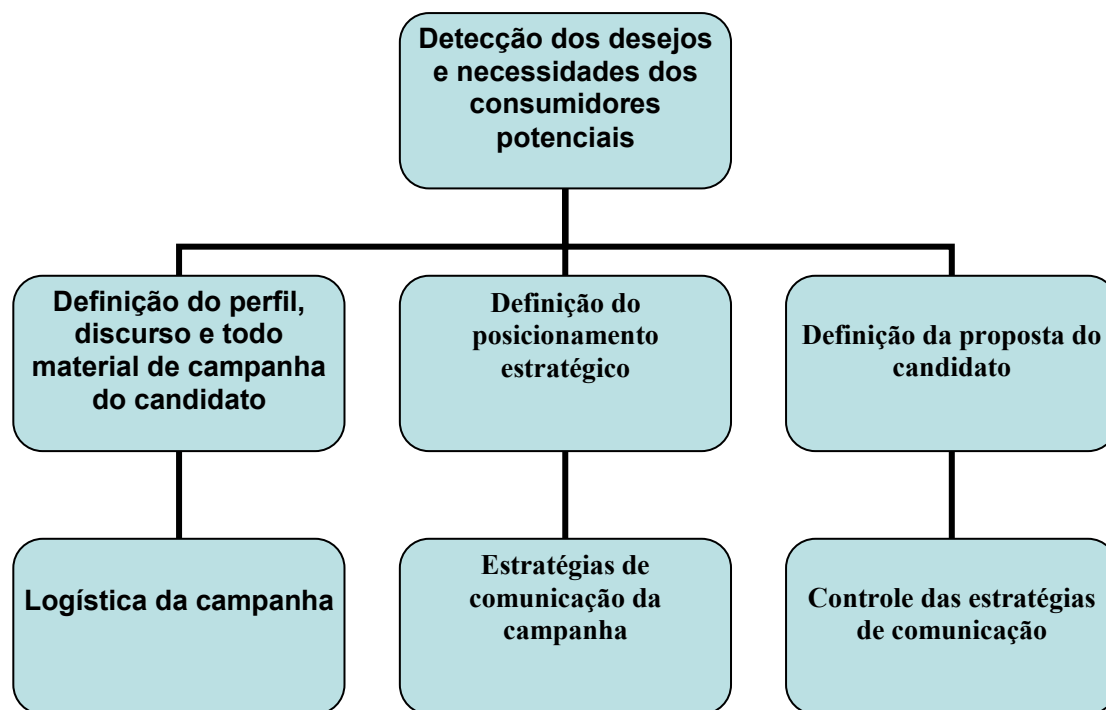 Detecção dos desejos
e necessidades dos
consumidores
potenciais
Definição do perfil,
discurso e todo
material de campanha
do candidato
Definição do
posicionamento
estratégico
Definição da proposta do
candidato
Logística da campanha
Estratégias de
comunicação da
campanha
Controle das estratégias
de comunicação